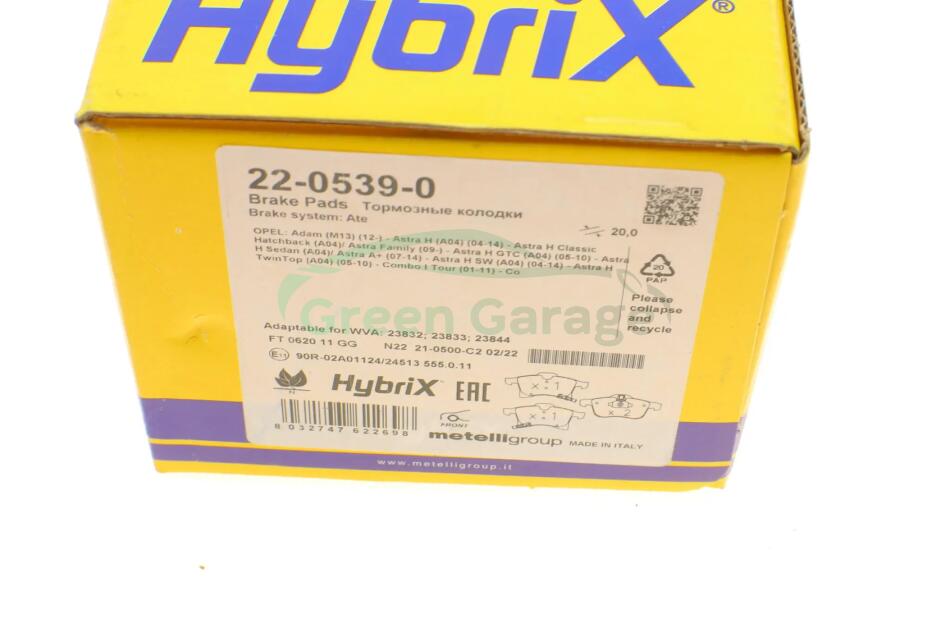 HybriX®
22-0539-0
Brake Pads Тормозные колодки
Brake system: Ate
20,0
OPEL: Adam (M13) (12-) - Astra H (A04) (04-14) - Astra H Classic
Hatchback (A04)/ Astra Family (09-) - Astra H GTC (A04) (05-10) - Astra
H Sedan (A04)/ Astra A+ (07-14) - Astra H SW (A04) (04-14) - Astra H
TwinTop (A04) (05-10) - Combo I Tour (01-11) - Co
20
PAP
Please
collapse
and
recycle
Green Garage
Adaptable for WVA: 23832; 23833; 23844
FT 0620 11 GG N22 21-0500-C2 02/22
E11 90R-02A01124/24513 555.0.11
HybriX™ EAC
x 1
x 2
x 1
8 032747 622698
FRONT
metelligroup MADE IN ITALY
www.metelligroup.it